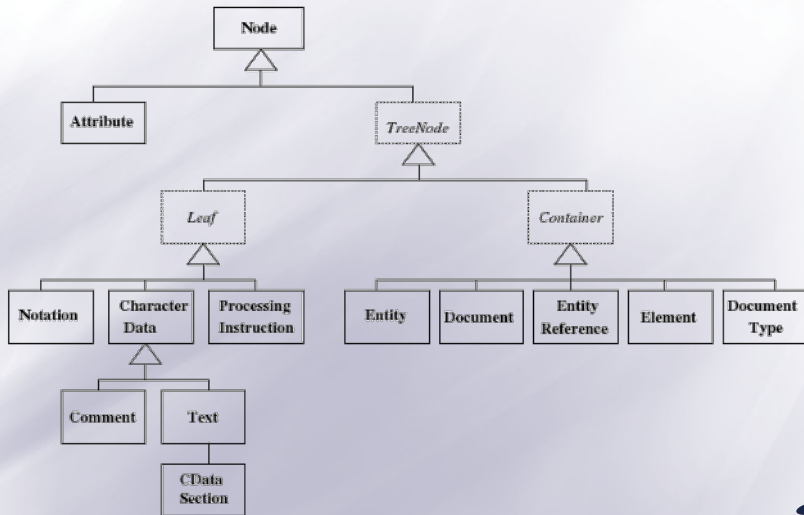 Node
Attribute
TreeNode
Leaf
Container
Notation
Character
Data
Processing
Instruction
Entity
Document
Entity
Reference
Element
Document
Type
Comment
Text
CData
Section